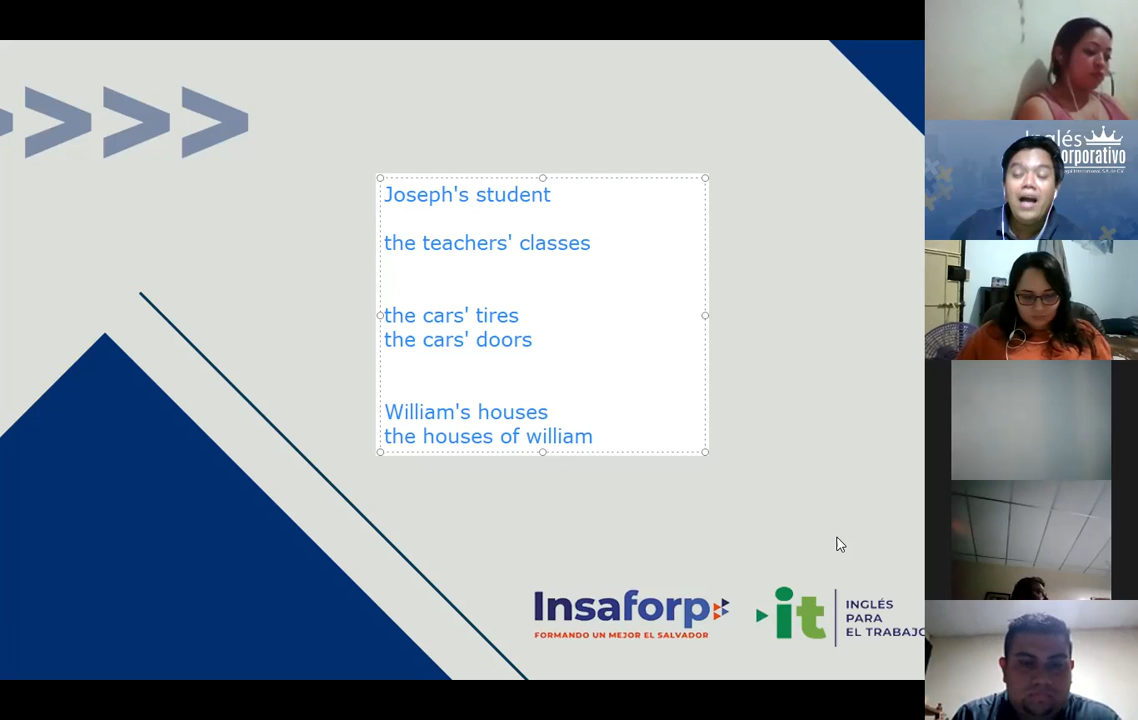 Joseph's student
the teachers' classes
the cars' tires
the cars' doors
William's houses
the houses of william
Insaforp
FORMANDO UN MEJOR EL SALVADOR
it
INGLÉS
PARA
EL TRABAJO
Inglés
orporativo